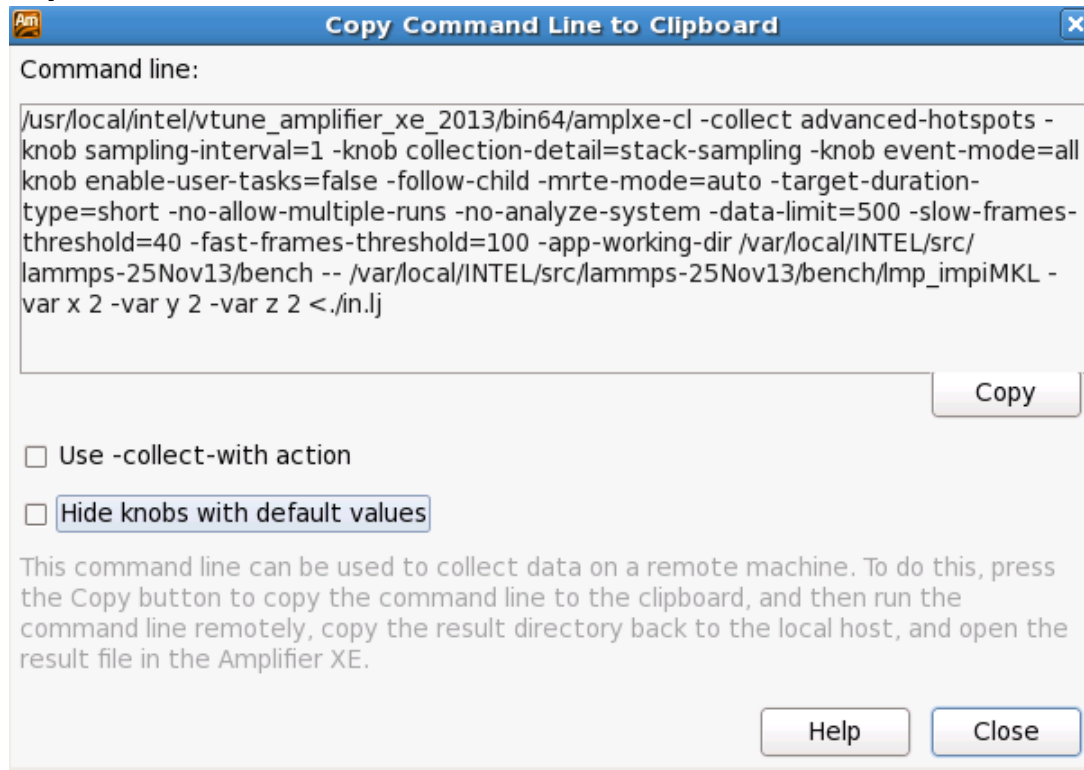 Am
Copy Command Line to Clipboard
Command line:
/usr/local/intel/vtune_amplifier_xe_2013/bin64/amplxe-cl -collect advanced-hotspots -
knob sampling-interval=1 -knob collection-detail=stack-sampling -knob event-mode=all
knob enable-user-tasks=false -follow-child -mrte-mode=auto -target-duration-
type=short -no-allow-multiple-runs -no-analyze-system -data-limit=500 -slow-frames-
threshold=40 -fast-frames-threshold=100 -app-working-dir /var/local/INTEL/src/
lammps-25Nov13/bench -- /var/local/INTEL/src/lammps-25Nov13/bench/lmp_impiMKL -
var x 2 -var y 2 -var z 2 <./in.lj
Copy
Use -collect-with action
Hide knobs with default values
This command line can be used to collect data on a remote machine. To do this, press
the Copy button to copy the command line to the clipboard, and then run the
command line remotely, copy the result directory back to the local host, and open the
result file in the Amplifier XE.
Help
Close